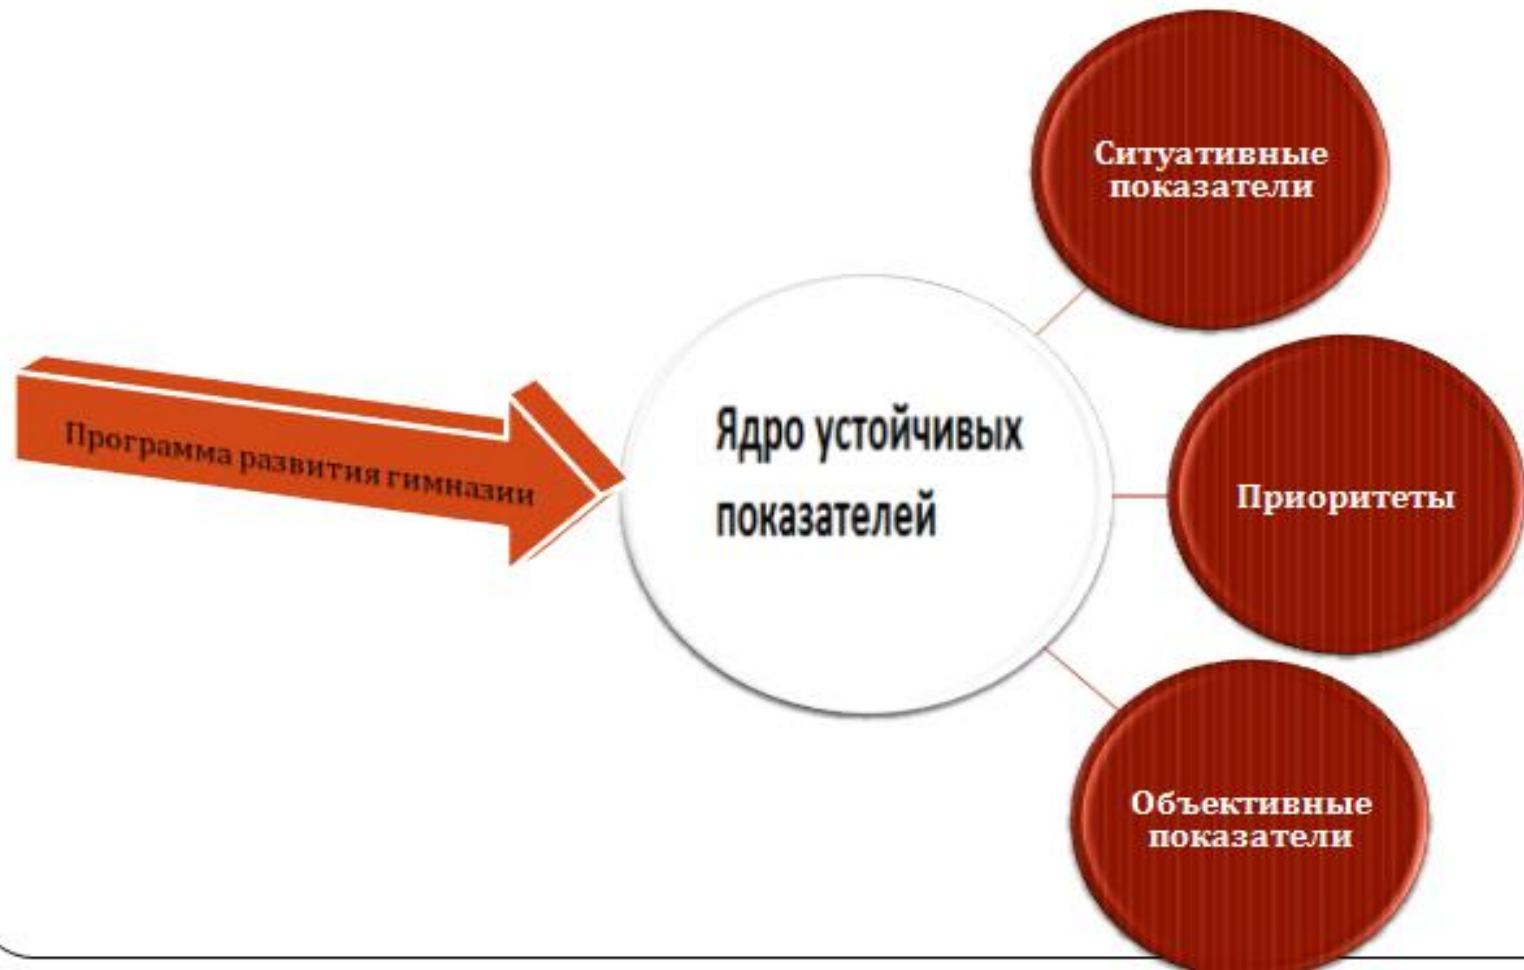 Программа развития гимназии
Ядро устойчивых
показателей
Ситуативные
показатели
Приоритеты
Объективные
показатели